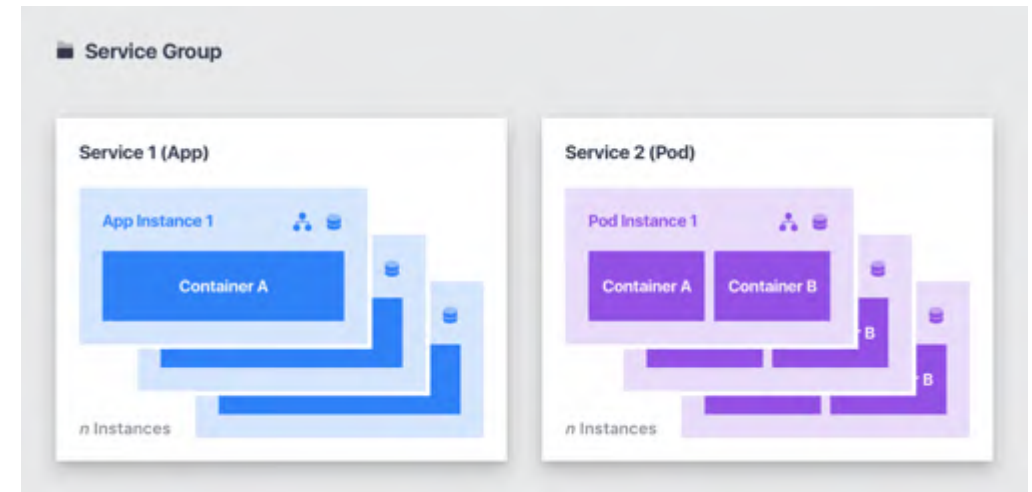 Service Group
Service 1 (App)
App Instance 1
Container A
n Instances
Service 2 (Pod)
Pod Instance 1
Container A
Container B
B
B
n Instances